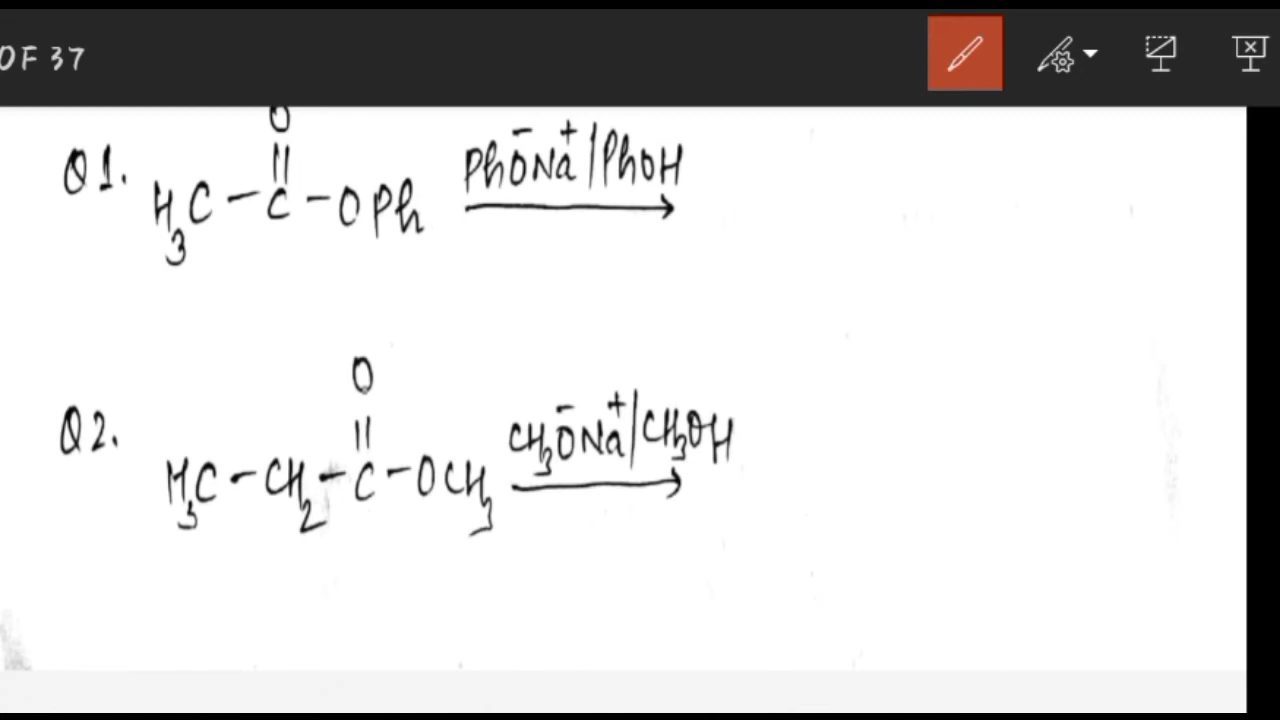 OF 37
O
||
Q1. H₃C - C - OPh PhO⁻Na⁺/PhOH
O
||
Q2. H₃C - CH₂ - C - OCH₃ CH₃O⁻Na⁺/CH₃OH